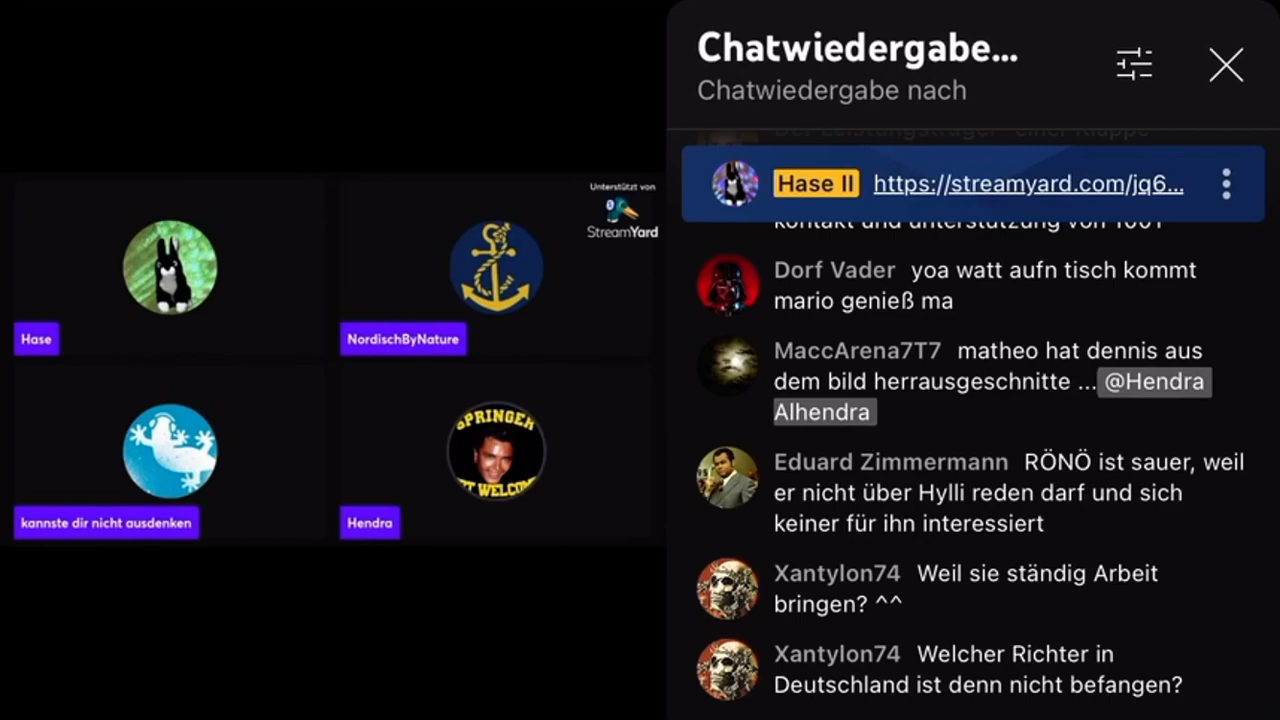 Chatwiedergabe...
Chatwiedergabe nach
Hase II https://streamyard.com/jq6...
kontakt und unterstützung von 1001
Dorf Vader yoa watt aufn tisch kommt
mario genieß ma
MaccArena7T7 matheo hat dennis aus
dem bild herrausgeschnitte ...@Hendra
Alhendra
Eduard Zimmermann RÖNÖ ist sauer, weil
er nicht über Hylli reden darf und sich
keiner für ihn interessiert
Xantylon74 Weil sie ständig Arbeit
bringen? ^^
Xantylon74 Welcher Richter in
Deutschland ist denn nicht befangen?
Unterstützt von
StreamYard
Hase
NordischByNature
kannste dir nicht ausdenken
SPRINGER
WELCOM
Hendra